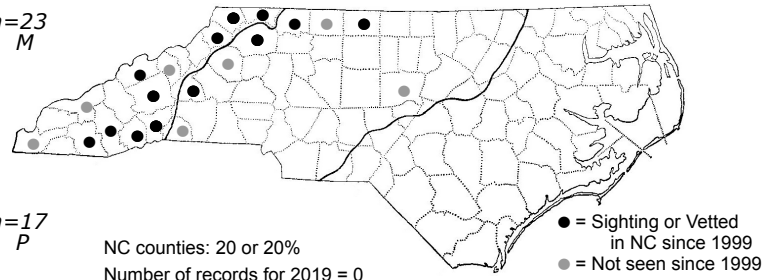 =23
M
=17
P
NC counties: 20 or 20%
Number of records for 2019 = 0
● = Sighting or Vetted
in NC since 1999
● = Not seen since 1999